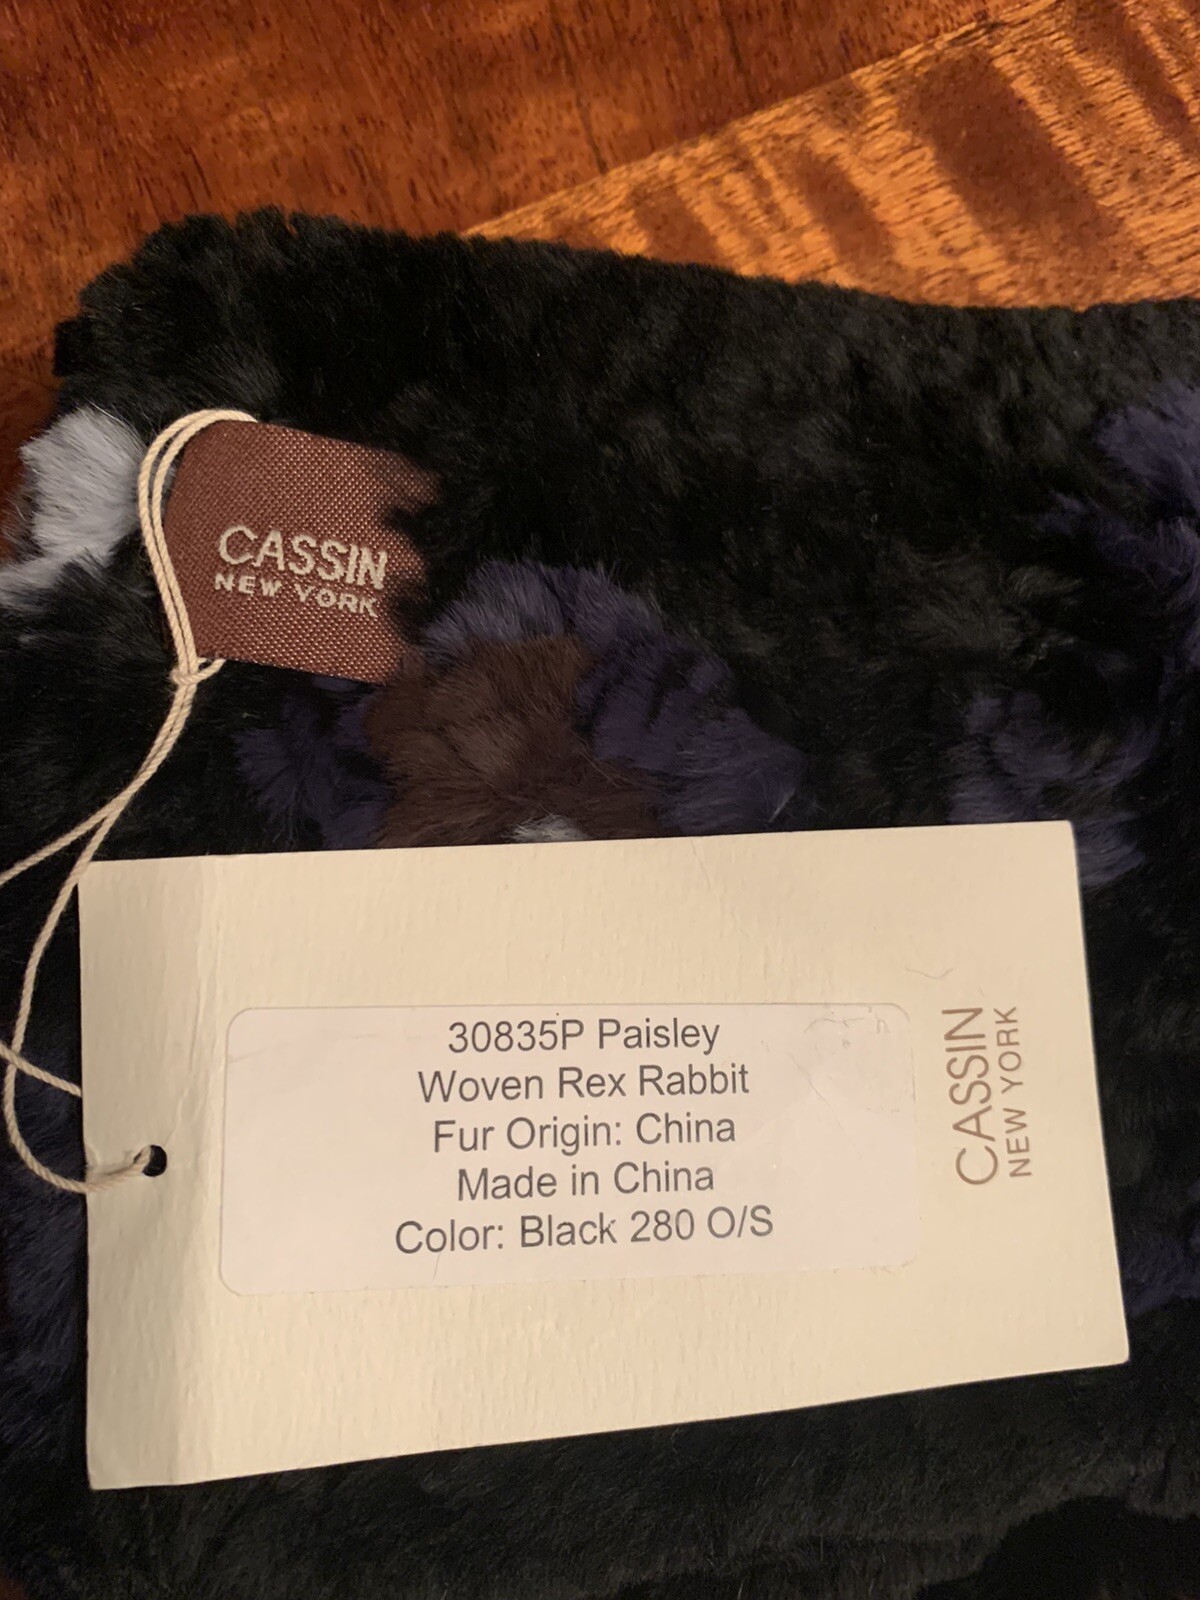 CASSIN
NEW YORK
30835P Paisley
Woven Rex Rabbit
Fur Origin: China
Made in China
Color: Black 280 O/S
CASSIN
NEW YORK